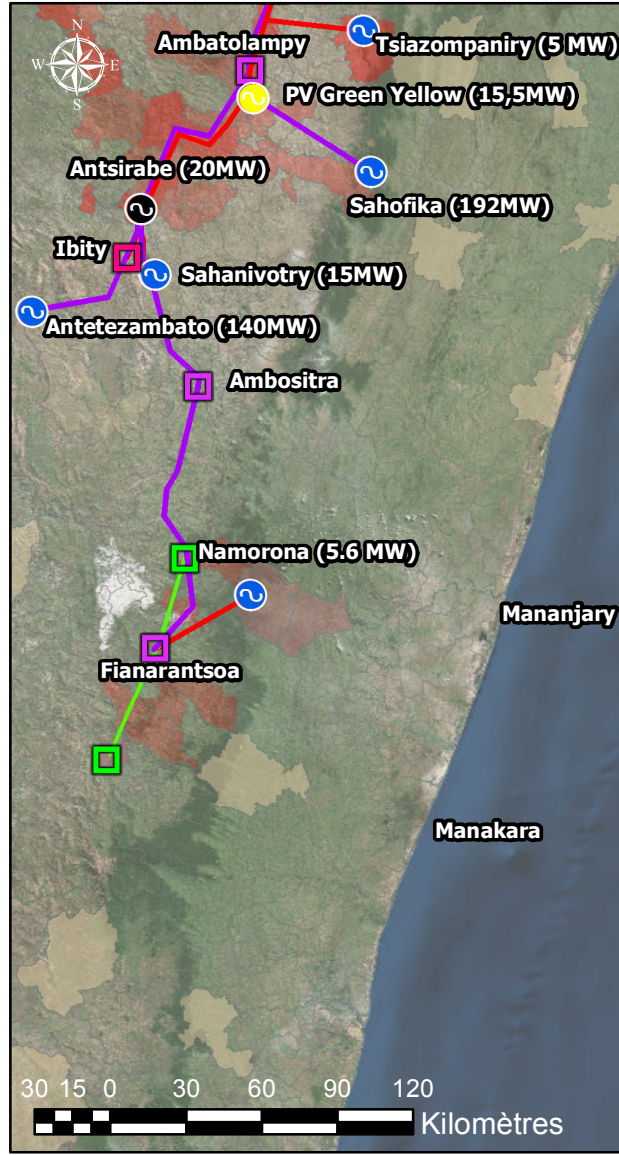 N
Ambatolampy
Tsiazompaniry (5 MW)
W E
S
PV Green Yellow (15,5MW)
Antsirabe (20MW)
Sahofika (192MW)
Ibity
Sahanivotry (15MW)
Antetezambato (140MW)
Ambositra
Namorona (5.6 MW)
Mananjary
Fianarantsoa
Manakara
30 15 0 30 60 90 120
Kilomètres